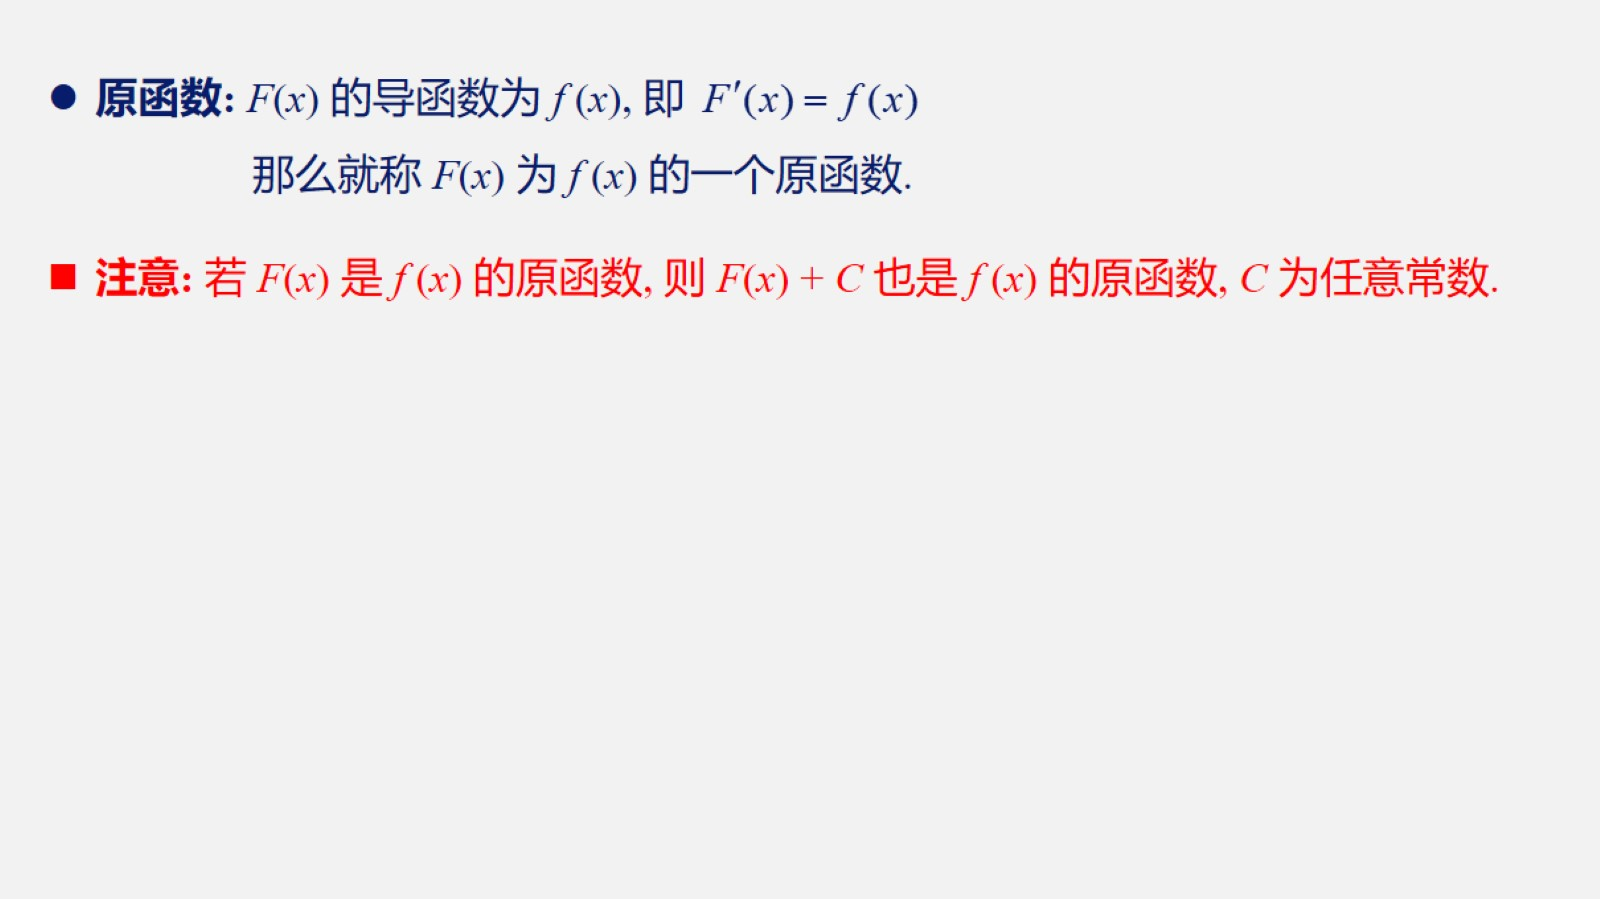 ● 原函数: F(x) 的导函数为 f (x), 即 F′(x) = f (x)
那么就称 F(x) 为 f (x) 的一个原函数.
■ 注意: 若 F(x) 是 f (x) 的原函数, 则 F(x) + C 也是 f (x) 的原函数, C 为任意常数.